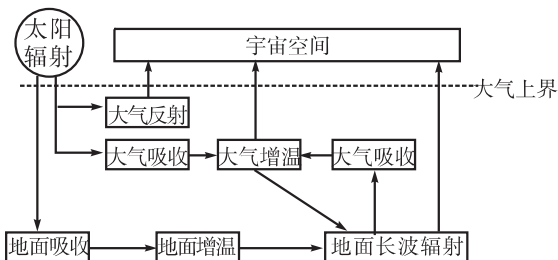 太阳
辐射
宇宙空间
大气上界
大气反射
大气吸收
大气增温
大气吸收
地面吸收
地面增温
地面长波辐射